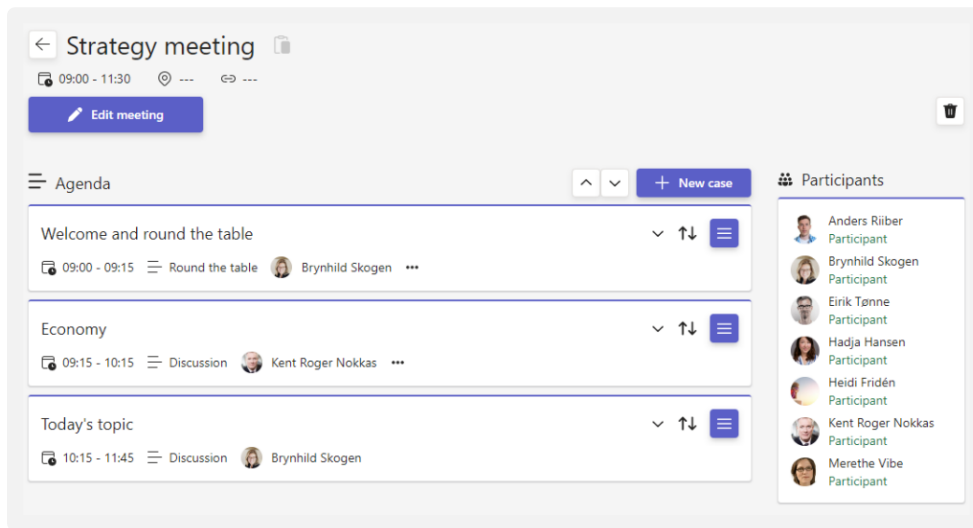 Strategy meeting
09:00 - 11:30 --- ---
Edit meeting
Agenda
New case
Participants
Welcome and round the table
09:00 - 09:15 Round the table Brynhild Skogen •••
Economy
09:15 - 10:15 Discussion Kent Roger Nokkas •••
Today's topic
10:15 - 11:45 Discussion Brynhild Skogen
Anders Riiber
Participant
Brynhild Skogen
Participant
Eirik Tønne
Participant
Hadja Hansen
Participant
Heidi Fridén
Participant
Kent Roger Nokkas
Participant
Merethe Vibe
Participant